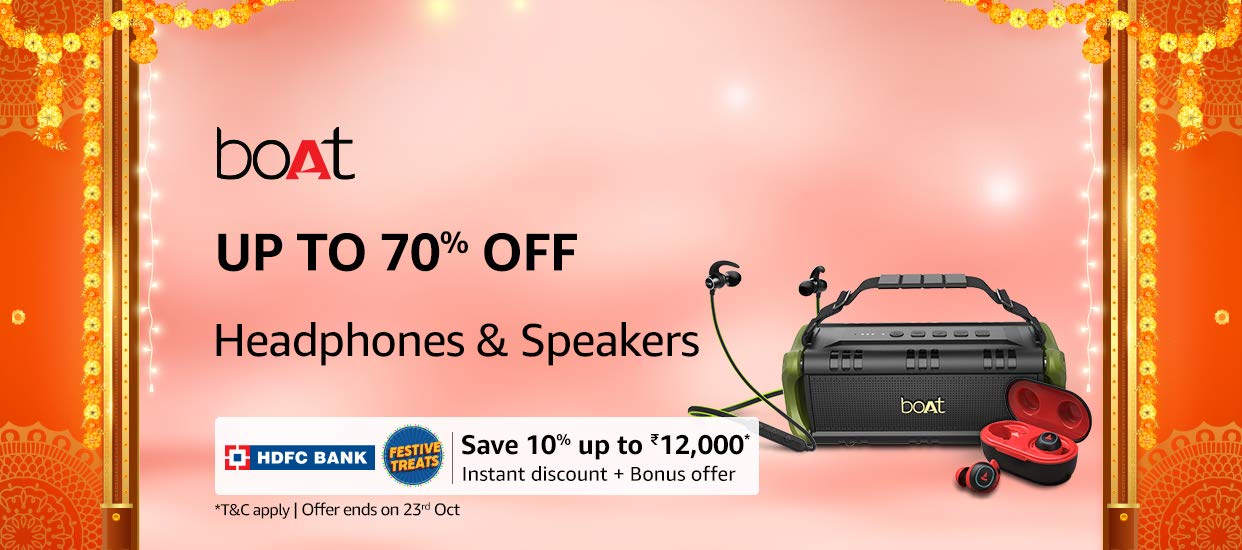 boAt
UP TO 70% OFF
Headphones & Speakers
boAt
HDFC BANK
FESTIVE
TREATS
Save 10% up to ₹12,000*
Instant discount + Bonus offer
*T&C apply | Offer ends on 23rd Oct